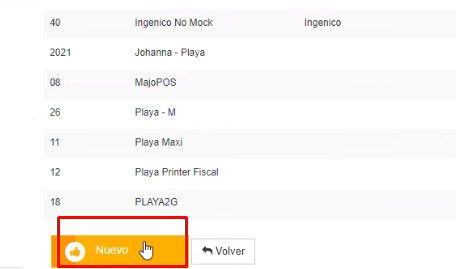 40 Ingenico No Mock Ingenico
2021 Johanna - Playa
08 MajoPOS
26 Playa - M
11 Playa Maxi
12 Playa Printer Fiscal
18 PLAYA2G
Nuevo Volver